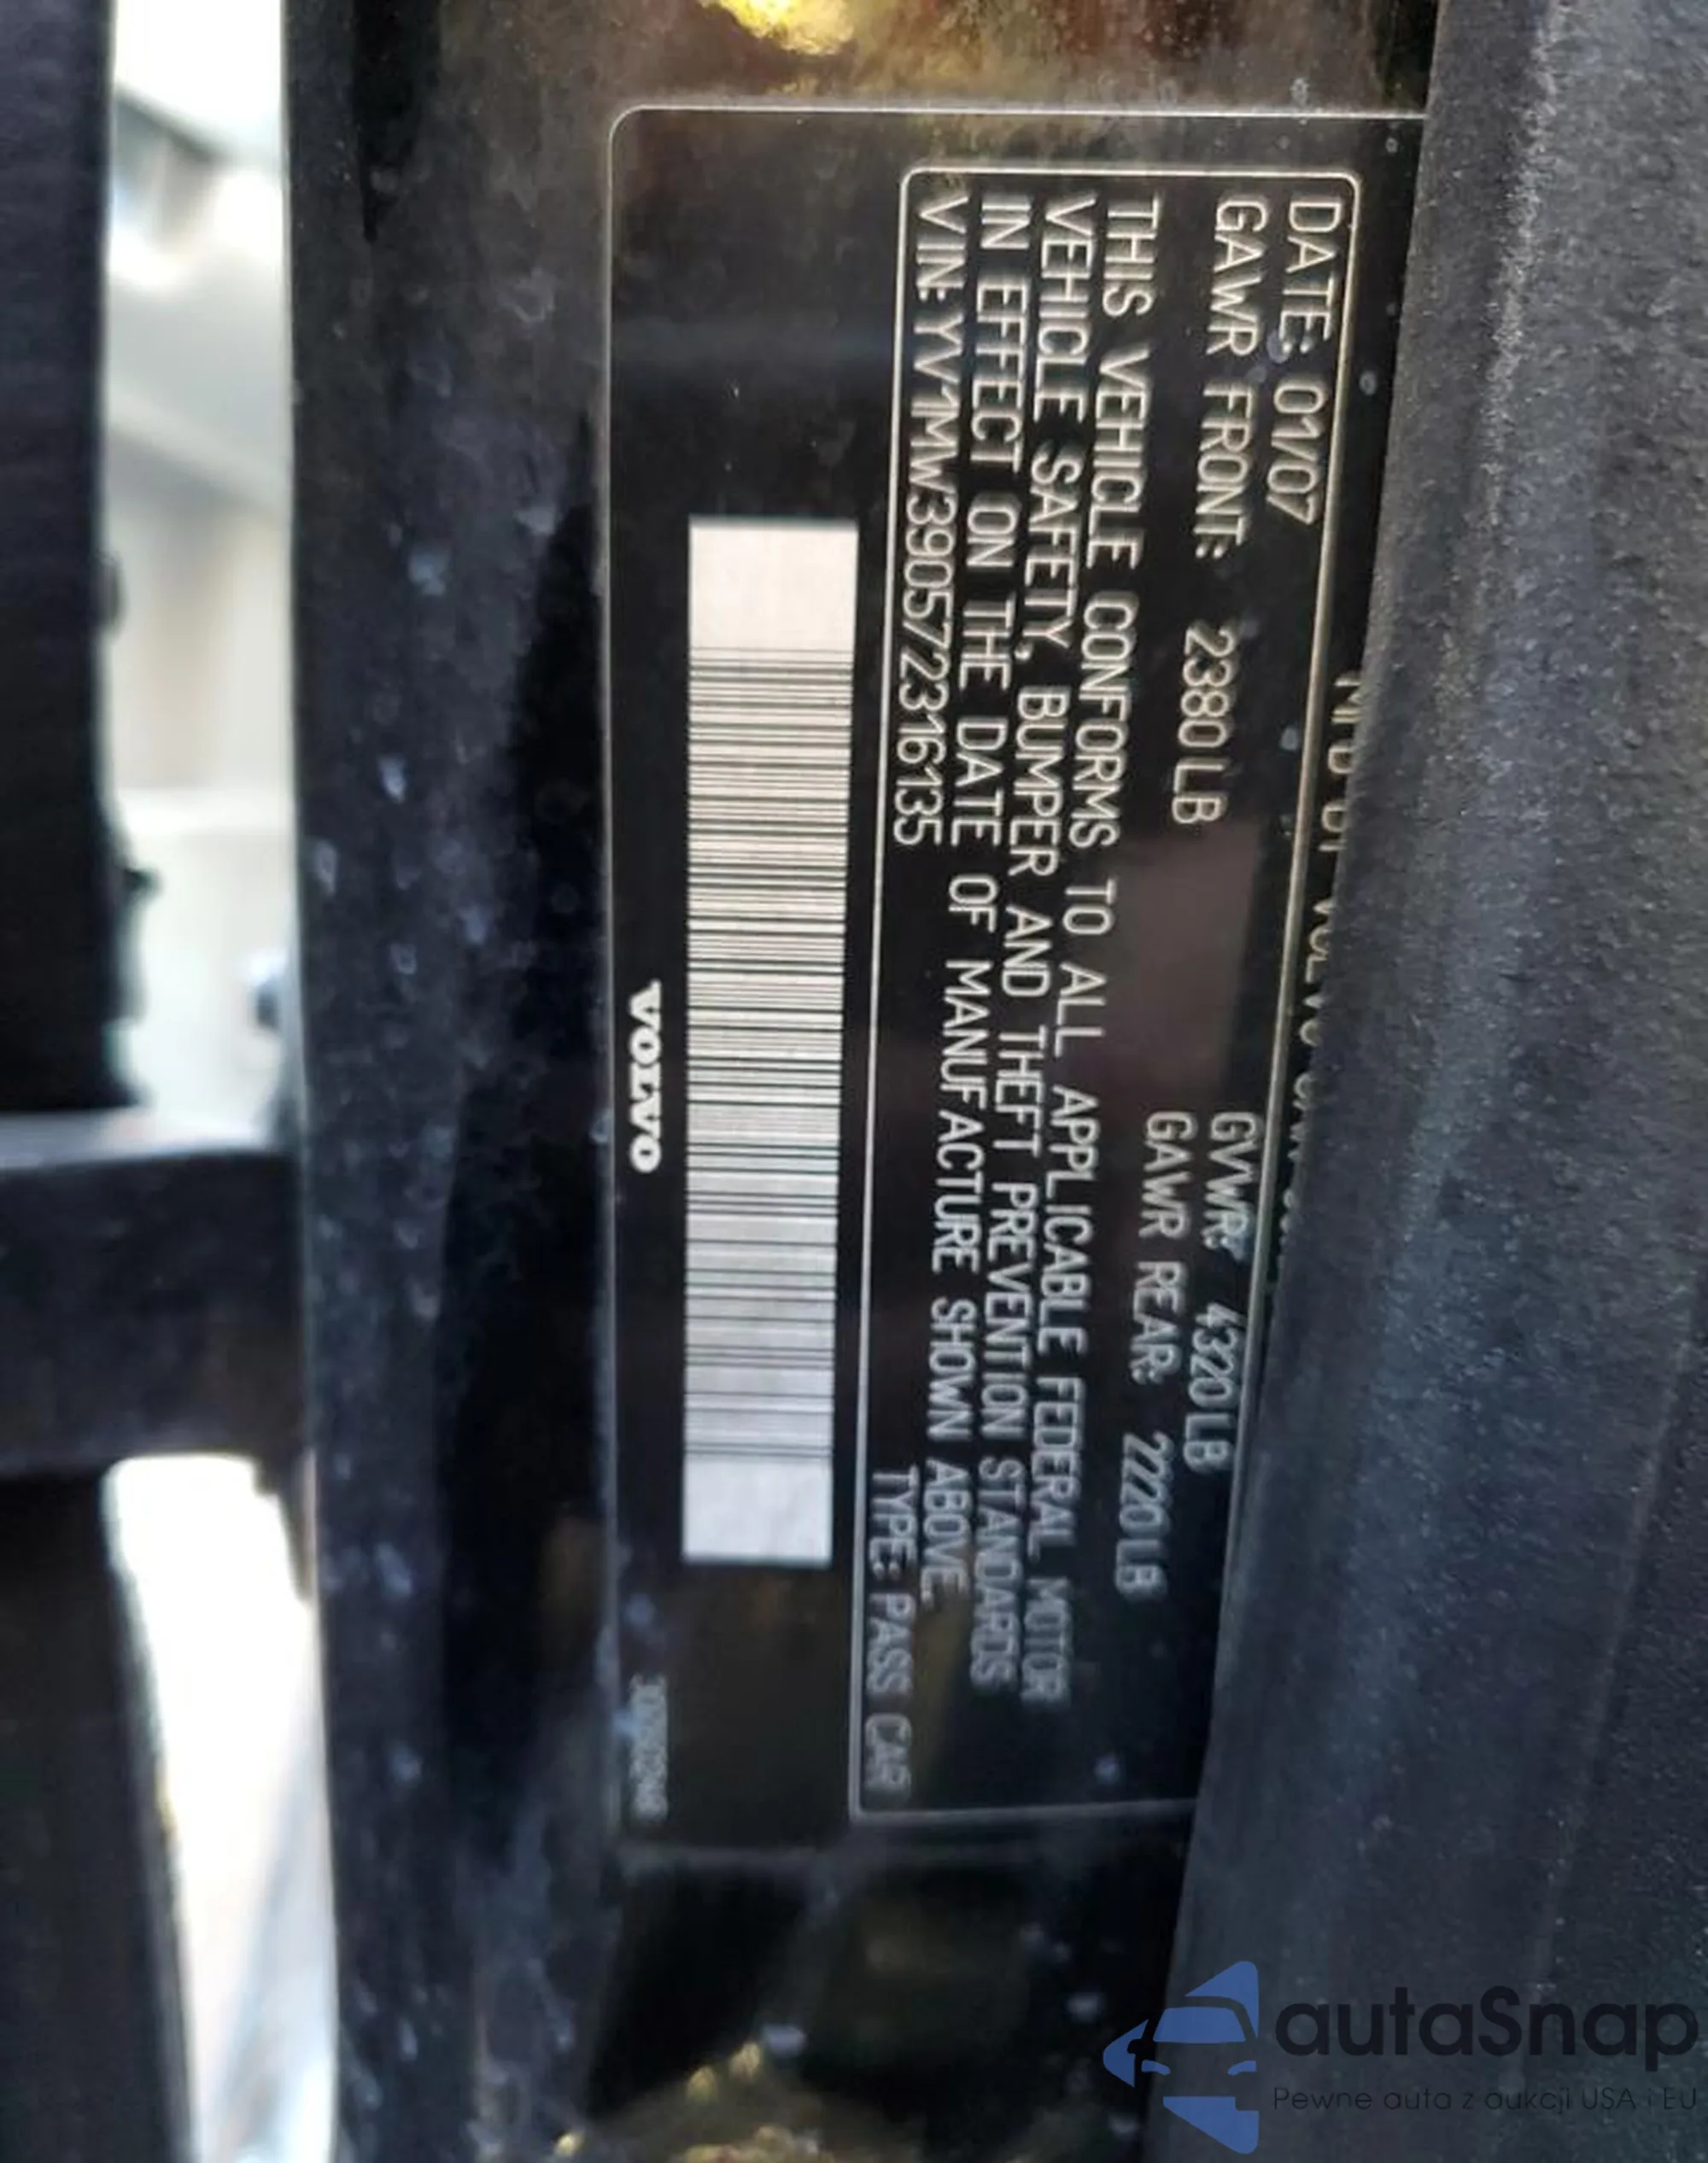 DATE: 01/07
GVWR: 4320 LB
GAWR FRONT: 2380 LB
GAWR REAR: 2220 LB
THIS VEHICLE CONFORMS TO ALL APPLICABLE FEDERAL MOTOR
VEHICLE SAFETY, BUMPER AND THEFT PREVENTION STANDARDS
IN EFFECT ON THE DATE OF MANUFACTURE SHOWN ABOVE.
VIN: YV1MW390572316135
TYPE: PASS CAR
VOLVO
autaSnap
Pewne auta z aukcji USA i EU